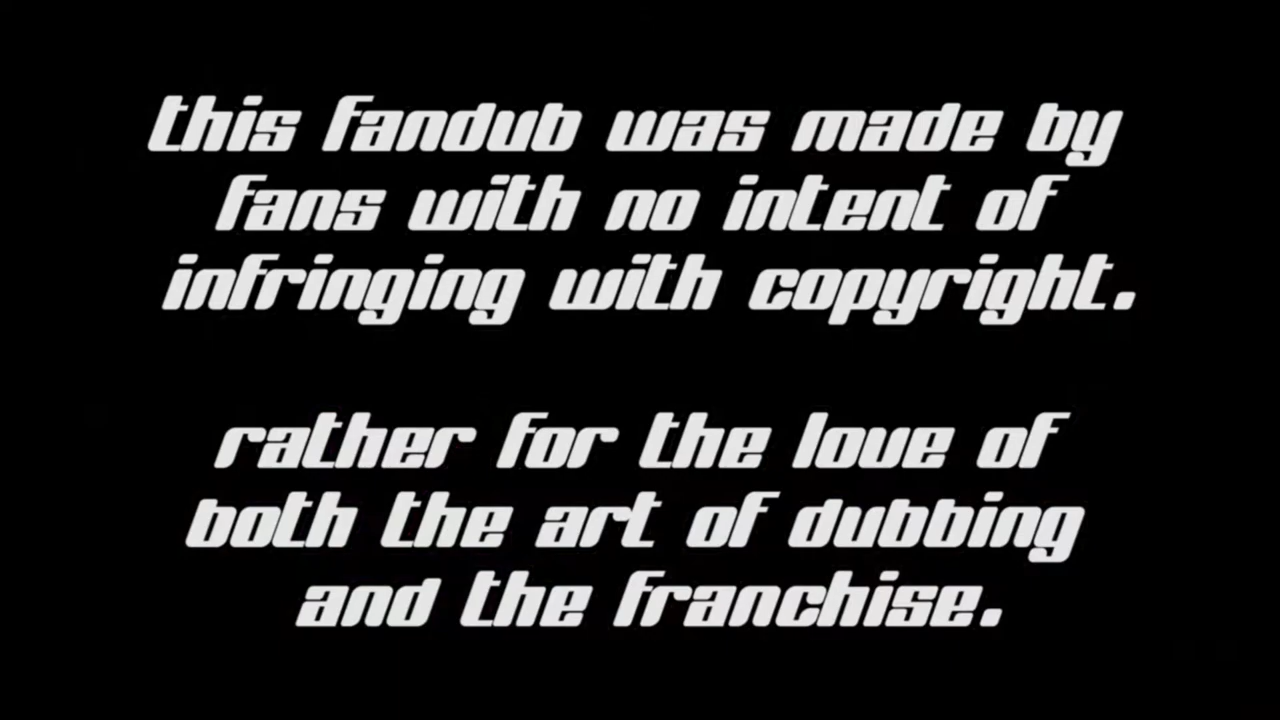 this fandub was made by
fans with no intent of
infringing with copyright.
rather for the love of
both the art of dubbing
and the franchise.